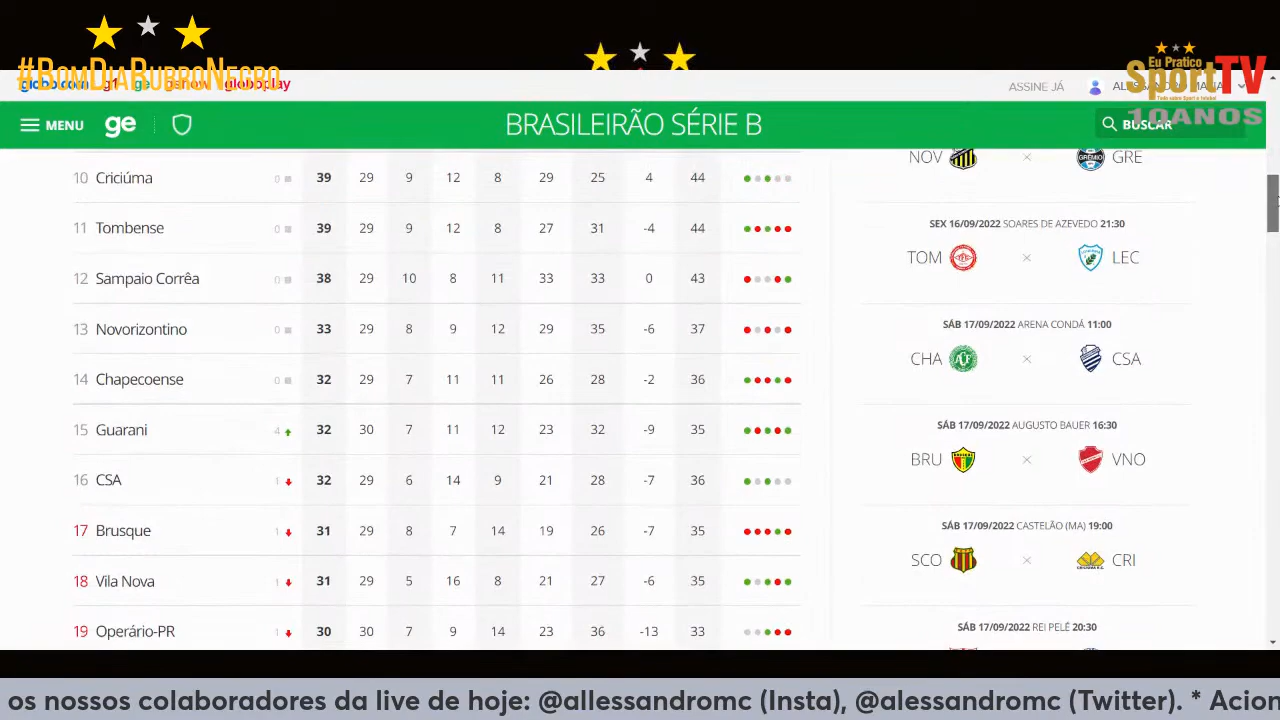 #BomDiaRubroNegro
globo.com g1 ge gshow globoplay
ASSINE JÁ
Eu Pratico
SportTV
Tudo sobre Sport e futebol
10ANOS
MENU ge
BRASILEIRÃO SÉRIE B
BUSCAR
10 Criciúma 0 39 29 9 12 8 29 25 4 44
11 Tombense 0 39 29 9 9 8 27 31 -4 44
12 Sampaio Corrêa 0 38 29 10 8 11 33 33 0 43
13 Novorizontino 0 33 29 8 9 12 29 35 -6 37
14 Chapecoense 0 32 29 7 11 11 26 28 -2 36
15 Guarani 4 32 30 7 11 12 23 32 -9 35
16 CSA 1 32 29 6 14 9 21 28 -7 36
17 Brusque 1 31 29 8 7 14 19 26 -7 35
18 Vila Nova 1 31 29 5 16 8 21 27 -6 35
19 Operário-PR 1 30 30 7 9 14 23 36 -13 33
NOV × GRÊMIO GRE
SEX 16/09/2022 SOARES DE AZEVEDO 21:30
TOM × LEC
SÁB 17/09/2022 ARENA CONDÁ 11:00
CHA × CSA
SÁB 17/09/2022 AUGUSTO BAUER 16:30
BRU × VNO
SÁB 17/09/2022 CASTELÃO (MA) 19:00
SCO × CRI
SÁB 17/09/2022 REI PELÉ 20:30
os nossos colaboradores da live de hoje: @allessandromc (Insta), @alessandromc (Twitter). * Acion